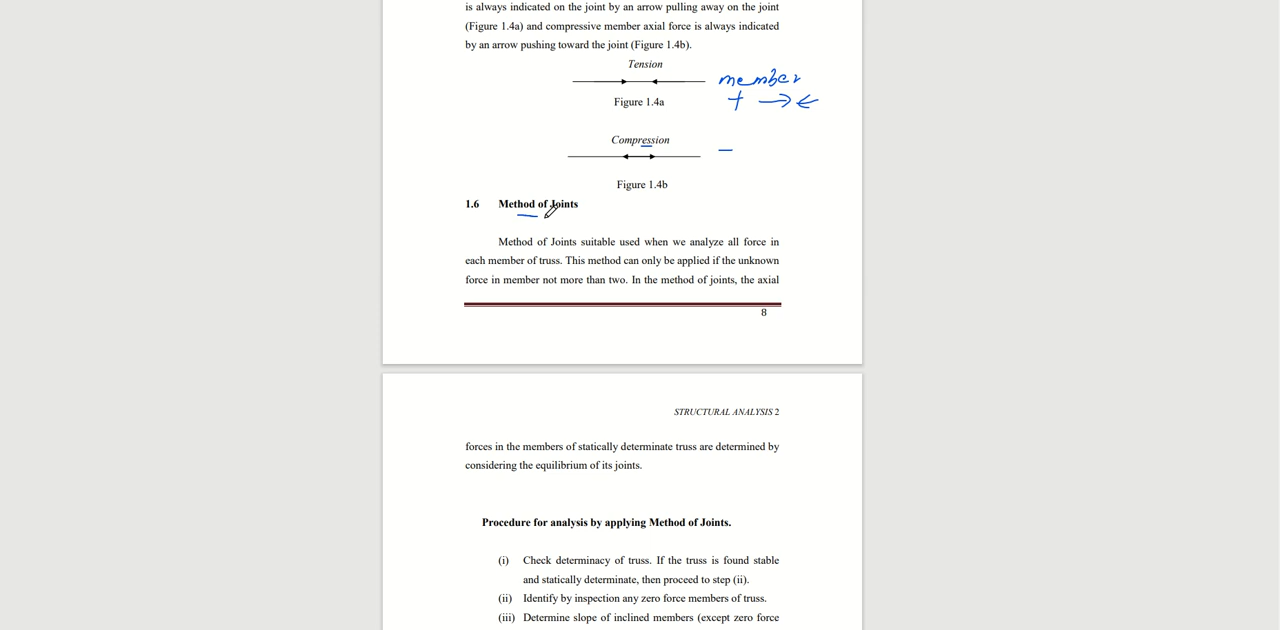 is always indicated on the joint by an arrow pulling away on the joint
(Figure 1.4a) and compressive member axial force is always indicated
by an arrow pushing toward the joint (Figure 1.4b).
Tension
member
+ →←
Figure 1.4a
Compression
–
Figure 1.4b
1.6 Method of Joints
Method of Joints suitable used when we analyze all force in
each member of truss. This method can only be applied if the unknown
force in member not more than two. In the method of joints, the axial
8
STRUCTURAL ANALYSIS 2
forces in the members of statically determinate truss are determined by
considering the equilibrium of its joints.
Procedure for analysis by applying Method of Joints.
(i) Check determinacy of truss. If the truss is found stable
and statically determinate, then proceed to step (ii).
(ii) Identify by inspection any zero force members of truss.
(iii) Determine slope of inclined members (except zero force